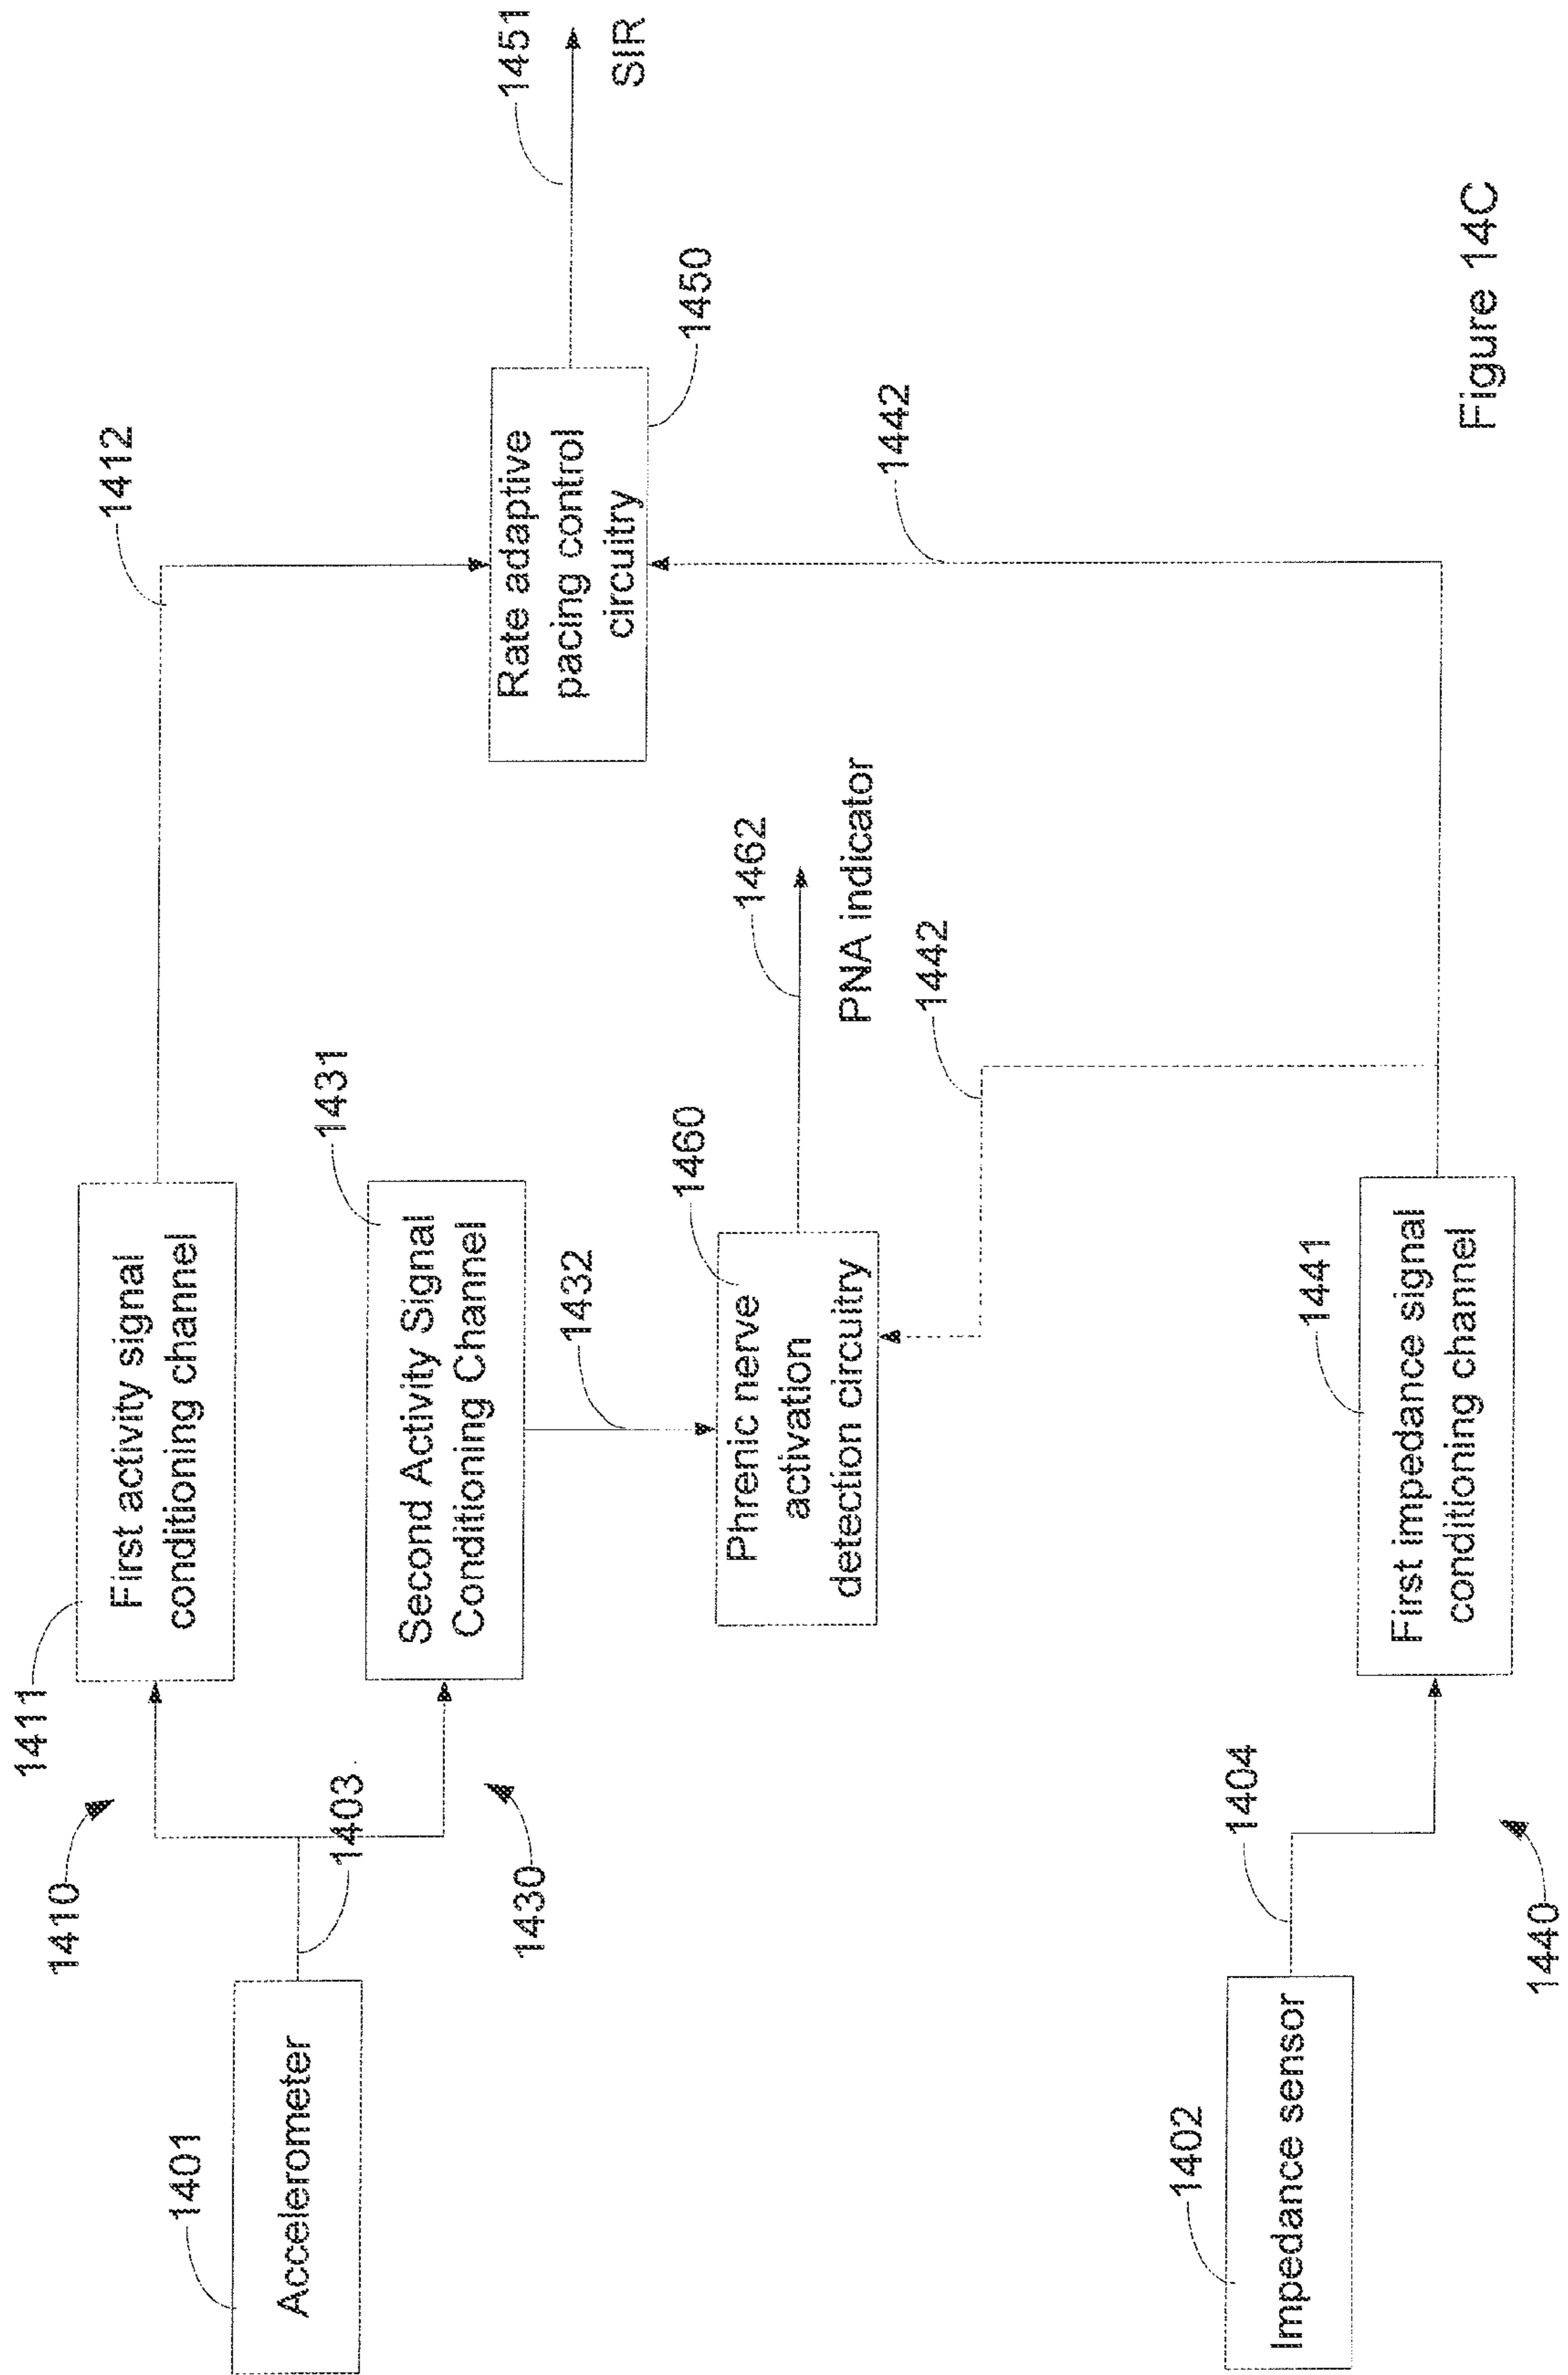 1410
1411
First activity signal
conditioning channel
1412
1401
Accelerometer
1403
1430
Second Activity Signal
Conditioning Channel
1431
1432
Rate adaptive
pacing control
circuitry
1450
1451
SIR
Phrenic nerve
activation
detection circuitry
1460
1462
PNA indicator
1442
1442
1402
Impedance sensor
1404
1440
First impedance signal
conditioning channel
1441
Figure 14C